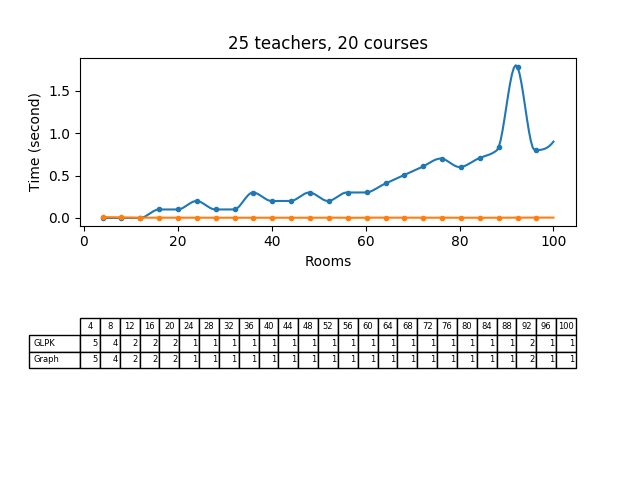 25 teachers, 20 courses
1.5
1.0
0.5
0.0
Time (second)
0 20 40 60 80 100
Rooms
4 8 12 16 20 24 28 32 36 40 44 48 52 56 60 64 68 72 76 80 84 88 92 96 100
GLPK 5 4 2 2 2 1 1 1 1 1 1 1 1 1 1 1 1 1 1 1 1 1 2 1 1
Graph 5 4 2 2 2 1 1 1 1 1 1 1 1 1 1 1 1 1 1 1 1 1 2 1 1